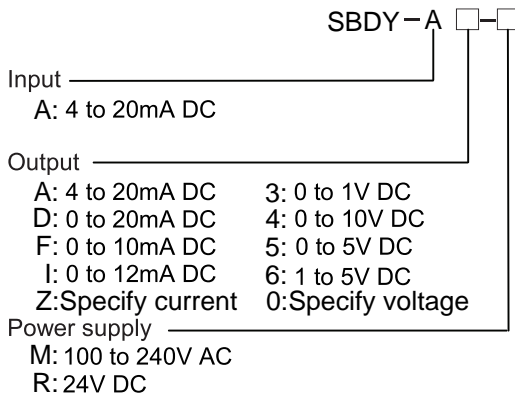 SBDY-A □-□
Input
A: 4 to 20mA DC
Output
A: 4 to 20mA DC 3: 0 to 1V DC
D: 0 to 20mA DC 4: 0 to 10V DC
F: 0 to 10mA DC 5: 0 to 5V DC
I: 0 to 12mA DC 6: 1 to 5V DC
Z:Specify current 0:Specify voltage
Power supply
M: 100 to 240V AC
R: 24V DC